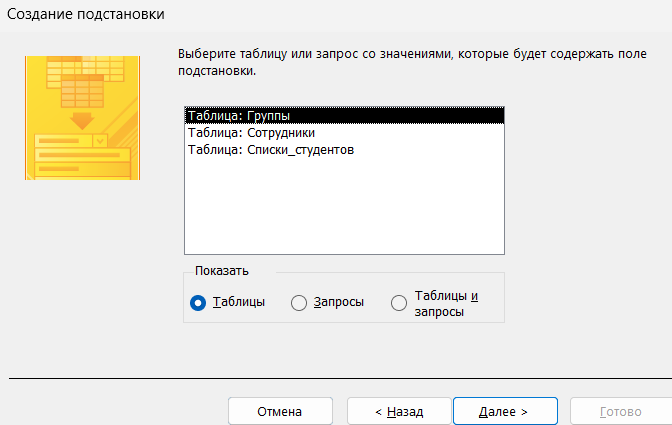 Создание подстановки
Выберите таблицу или запрос со значениями, которые будет содержать поле
подстановки.
Таблица: Группы
Таблица: Сотрудники
Таблица: Списки_студентов
Показать
Таблицы
Запросы
Таблицы и
запросы
Отмена
< Назад
Далее >
Готово